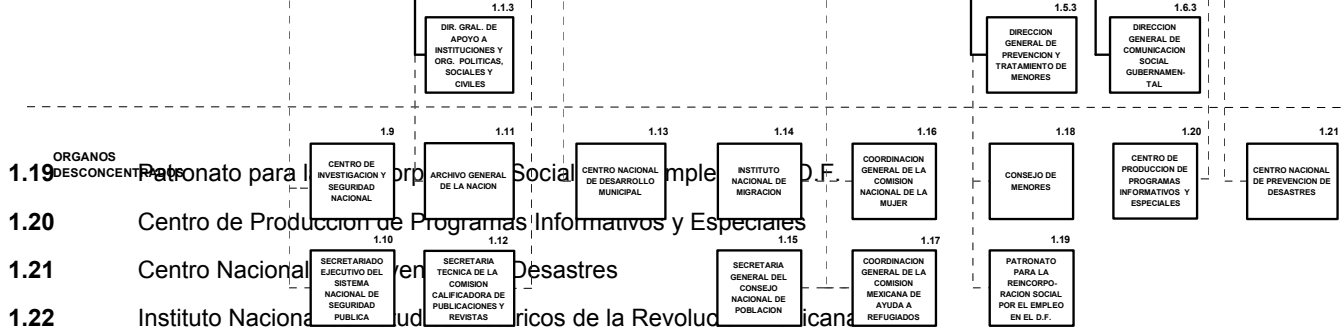 1.1.3
DIR. GRAL. DE
APOYO A
INSTITUCIONES Y
ORG. POLITICAS,
SOCIALES Y
CIVILES
1.5.3
DIRECCION
GENERAL DE
PREVENCION Y
TRATAMIENTO DE
MENORES
1.6.3
DIRECCION
GENERAL DE
COMUNICACION
SOCIAL
GUBERNAMEN-
TAL
ORGANOS
DESCONCENTRADOS
1.9
CENTRO DE
INVESTIGACION Y
SEGURIDAD
NACIONAL
1.11
ARCHIVO GENERAL
DE LA NACION
1.13
CENTRO NACIONAL
DE DESARROLLO
MUNICIPAL
1.14
INSTITUTO
NACIONAL DE
MIGRACION
1.16
COORDINACION
GENERAL DE LA
COMISION
NACIONAL DE LA
MUJER
1.18
CONSEJO DE
MENORES
1.20
CENTRO DE
PRODUCCION DE
PROGRAMAS
INFORMATIVOS Y
ESPECIALES
1.21
CENTRO NACIONAL
DE PREVENCION DE
DESASTRES
1.10
SECRETARIADO
EJECUTIVO DEL
SISTEMA
NACIONAL DE
SEGURIDAD
PUBLICA
1.12
SECRETARIA
TECNICA DE LA
COMISION
CALIFICADORA DE
PUBLICACIONES Y
REVISTAS
1.15
SECRETARIA
GENERAL DEL
CONSEJO
NACIONAL DE
POBLACION
1.17
COORDINACION
GENERAL DE LA
COMISION
MEXICANA DE
AYUDA A
REFUGIADOS
1.19
PATRONATO
PARA LA
REINCORPO-
RACION SOCIAL
POR EL EMPLEO
EN EL D.F.
1.19 Patronato para Social D.F.
1.20 Centro de Producción de Programas Informativos y Especiales
1.21 Centro Nacional Desastres
1.22 Instituto de la